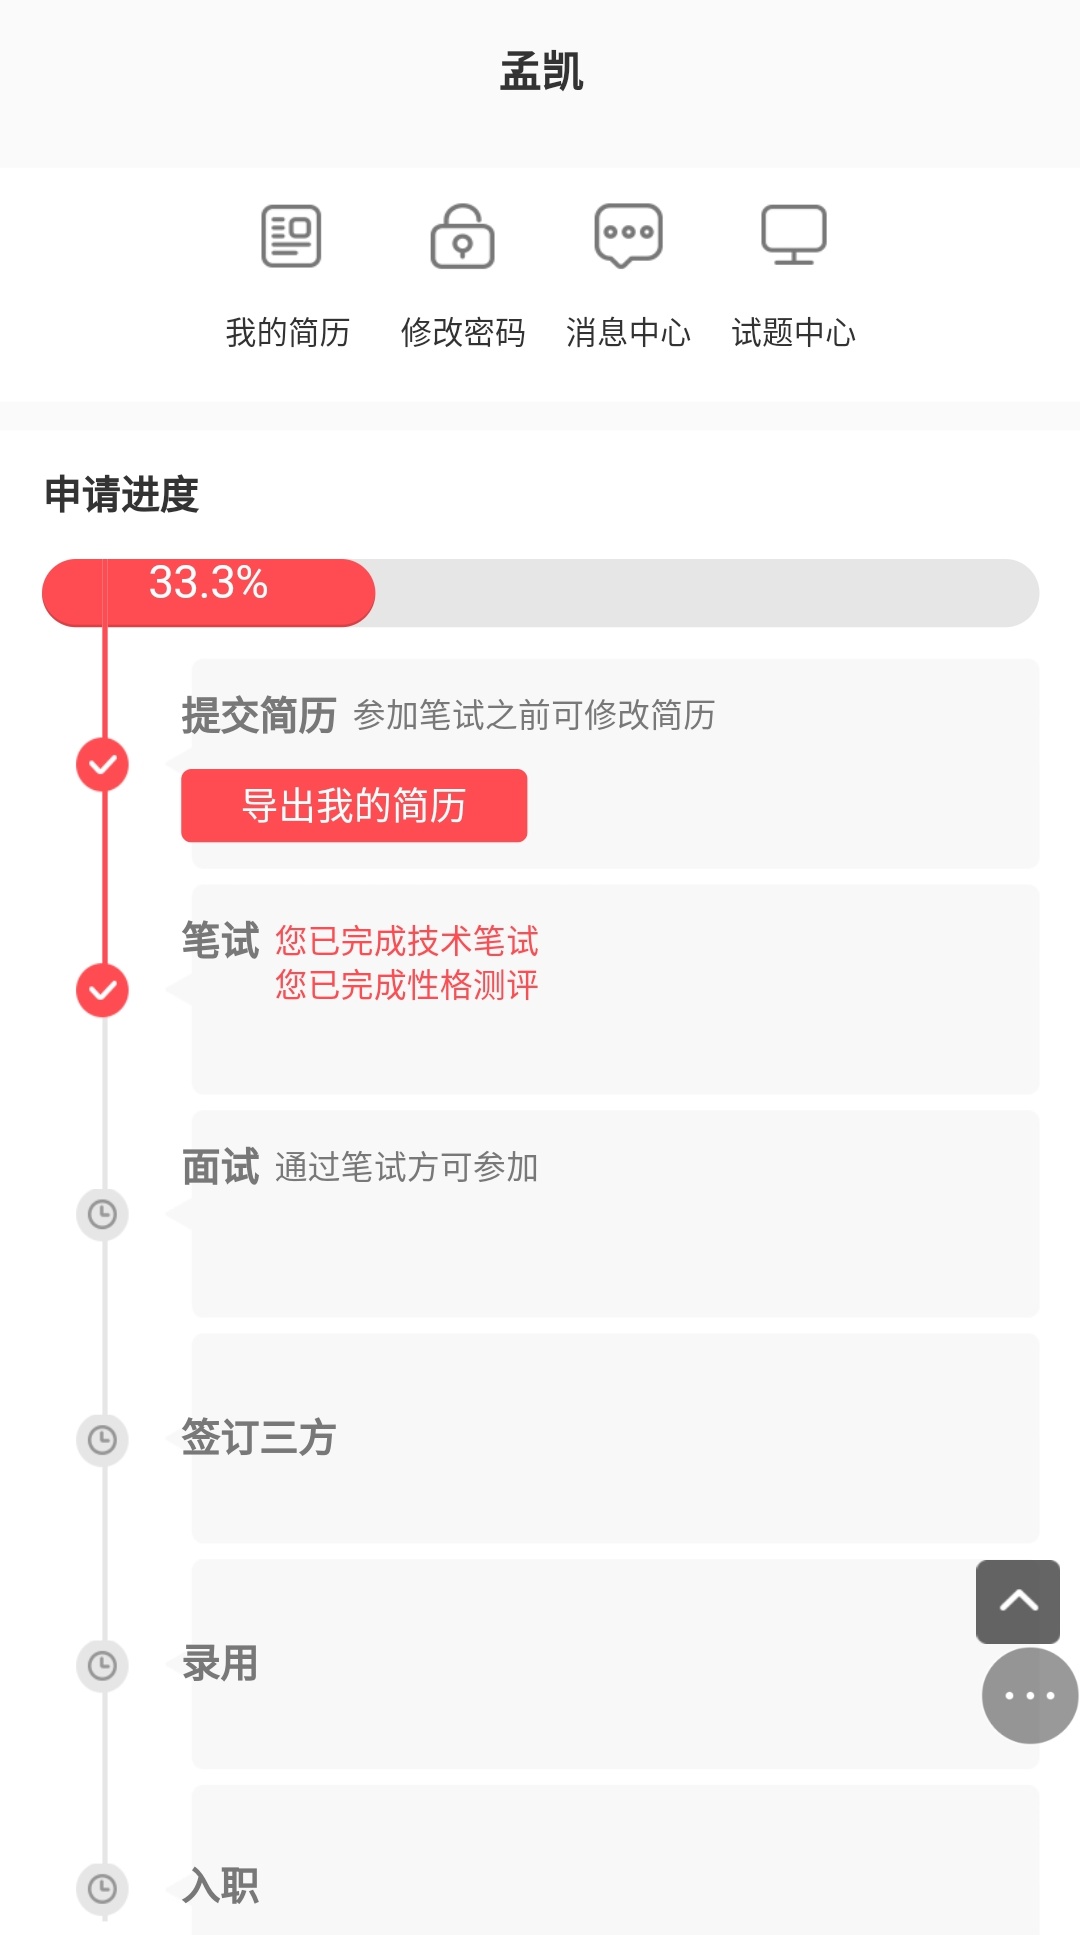 孟凯
我的简历 修改密码 消息中心 试题中心
申请进度
33.3%
提交简历 参加笔试之前可修改简历
导出我的简历
笔试 您已完成技术笔试
您已完成性格测评
面试 通过笔试方可参加
签订三方
录用
入职